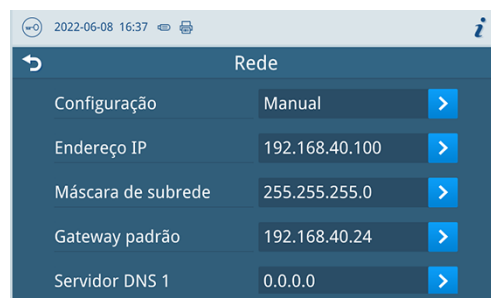 2022-06-08 16:37
Rede
Configuração Manual
Endereço IP 192.168.40.100
Máscara de subrede 255.255.255.0
Gateway padrão 192.168.40.24
Servidor DNS 1 0.0.0.0